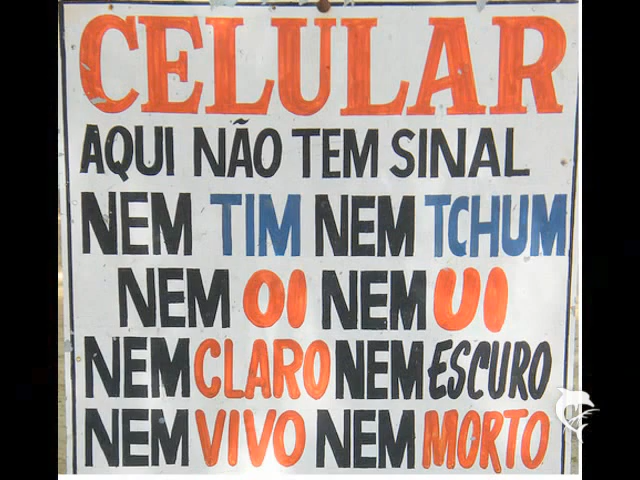 CELULAR
AQUI NÃO TEM SINAL
NEM TIM NEM TCHUM
NEM OI NEM UI
NEM CLARO NEM ESCURO
NEM VIVO NEM MORTO